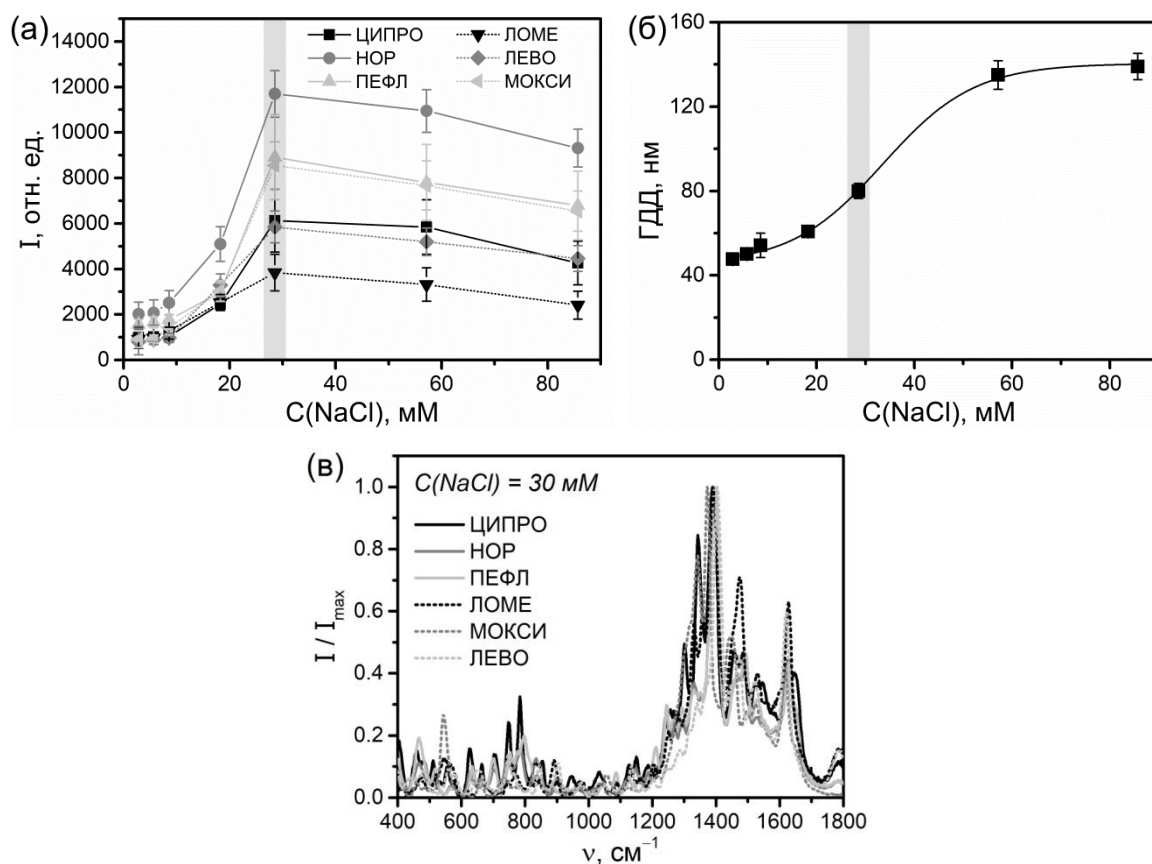 (а)
I, отн. ед.
14000
12000
10000
8000
6000
4000
2000
0
ЦИПРО
НОР
ПЕФЛ
ЛОМЕ
ЛЕВО
МОКСИ
0 20 40 60 80
C(NaCl), мМ
(б)
ГДД, нм
160
120
80
40
0
0 20 40 60 80
C(NaCl), мМ
(в)
I / Imax
1.0
0.8
0.6
0.4
0.2
0.0
C(NaCl) = 30 мМ
ЦИПРО
НОР
ПЕФЛ
ЛОМЕ
МОКСИ
ЛЕВО
400 600 800 1000 1200 1400 1600 1800
ν, см⁻¹